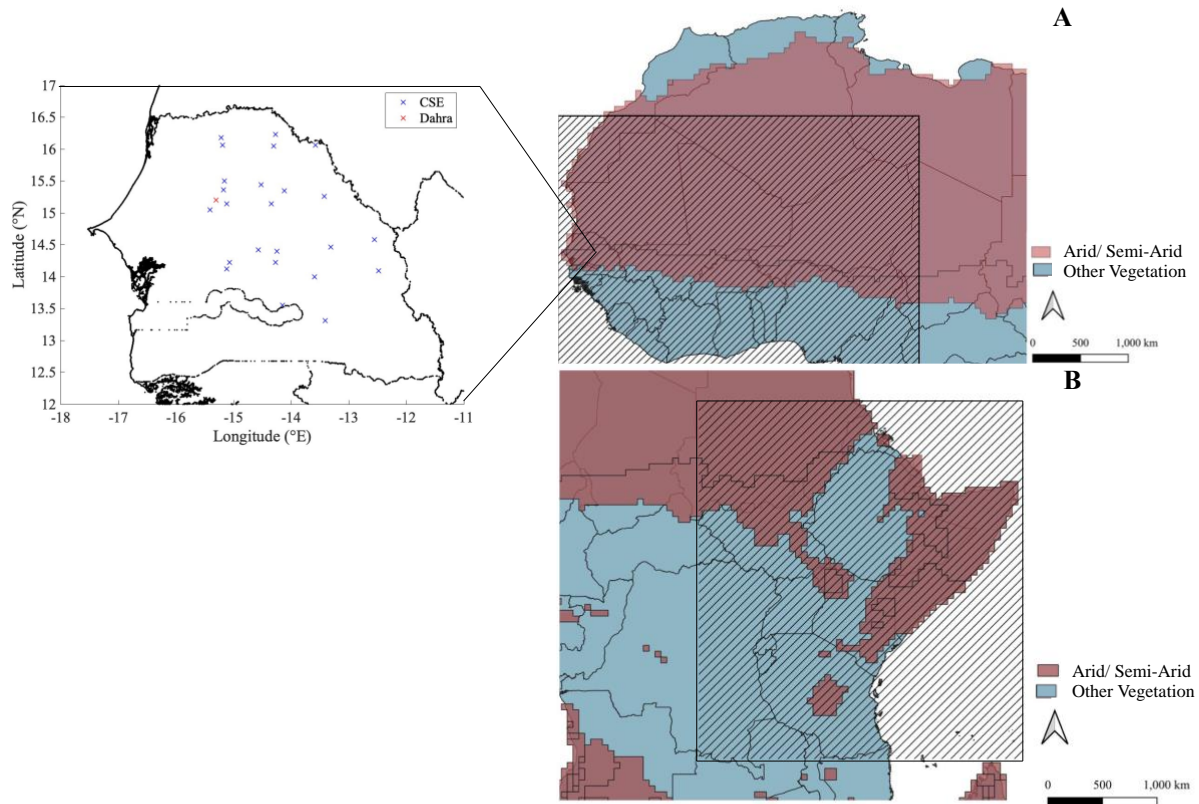 A
17
16.5
16
15.5
15
14.5
14
13.5
13
12.5
12
-18
-17
-16
-15
-14
-13
-12
-11
Latitude (°N)
Longitude (°E)
CSE
Dahra
Arid/ Semi-Arid
Other Vegetation
0 500 1,000 km
B
Arid/ Semi-Arid
Other Vegetation
0 500 1,000 km